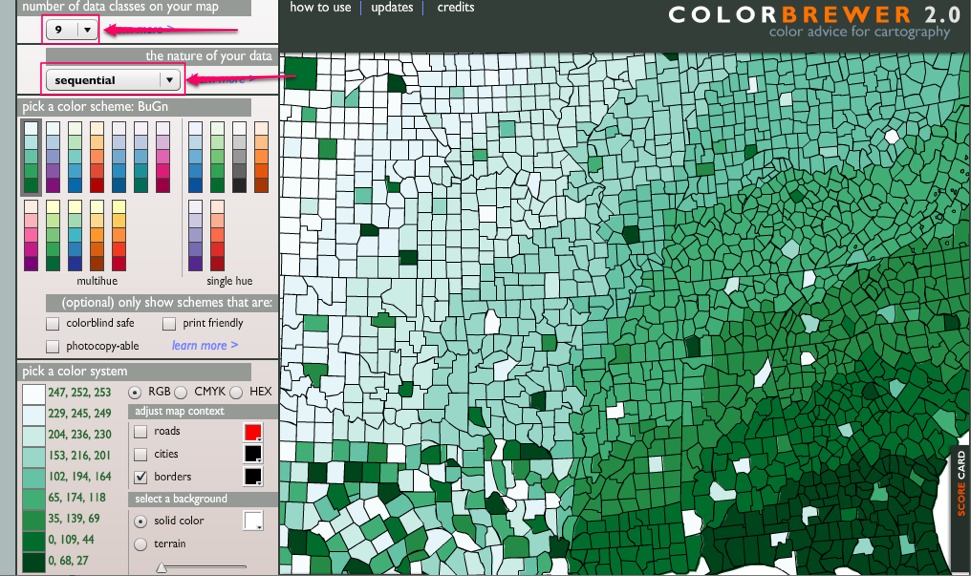 number of data classes on your map
how to use | updates | credits
COLORBREWER 2.0
color advice for cartography
9
learn more >
the nature of your data
sequential
learn more >
pick a color scheme: BuGn
multihue
single hue
(optional) only show schemes that are:
colorblind safe
print friendly
photocopy-able
learn more >
pick a color system
247, 252, 253
229, 245, 249
204, 236, 230
153, 216, 201
102, 194, 164
65, 174, 118
35, 139, 69
0, 109, 44
0, 68, 27
RGB CMYK HEX
adjust map context
roads
cities
borders
select a background
solid color
terrain
SCORE CARD